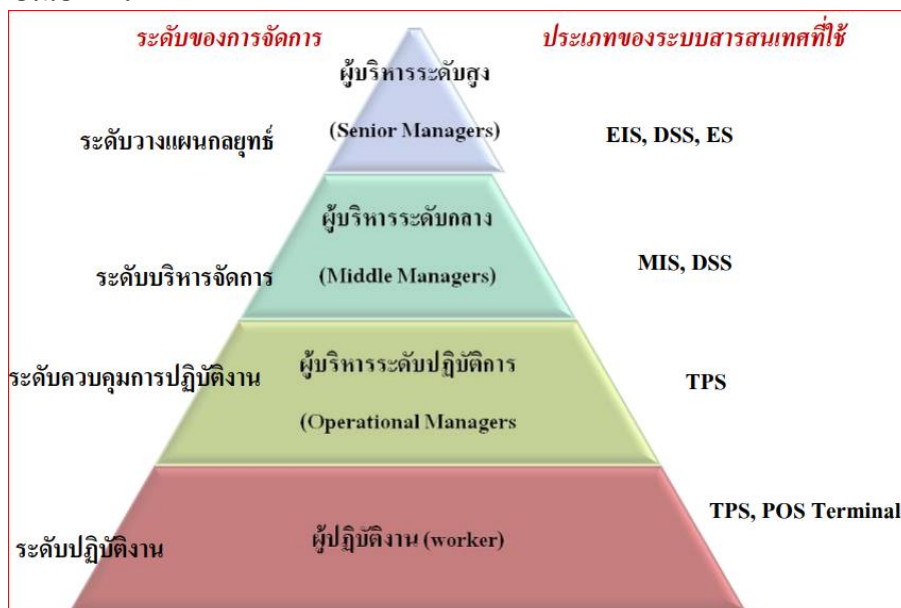 ระดับของการจัดการ
ประเภทของระบบสารสนเทศที่ใช้
ผู้บริหารระดับสูง
(Senior Managers)
ระดับวางแผนกลยุทธ์
EIS, DSS, ES
ผู้บริหารระดับกลาง
(Middle Managers)
ระดับบริหารจัดการ
MIS, DSS
ผู้บริหารระดับปฏิบัติการ
(Operational Managers
ระดับควบคุมการปฏิบัติงาน
TPS
ผู้ปฏิบัติงาน (worker)
ระดับปฏิบัติงาน
TPS, POS Terminal